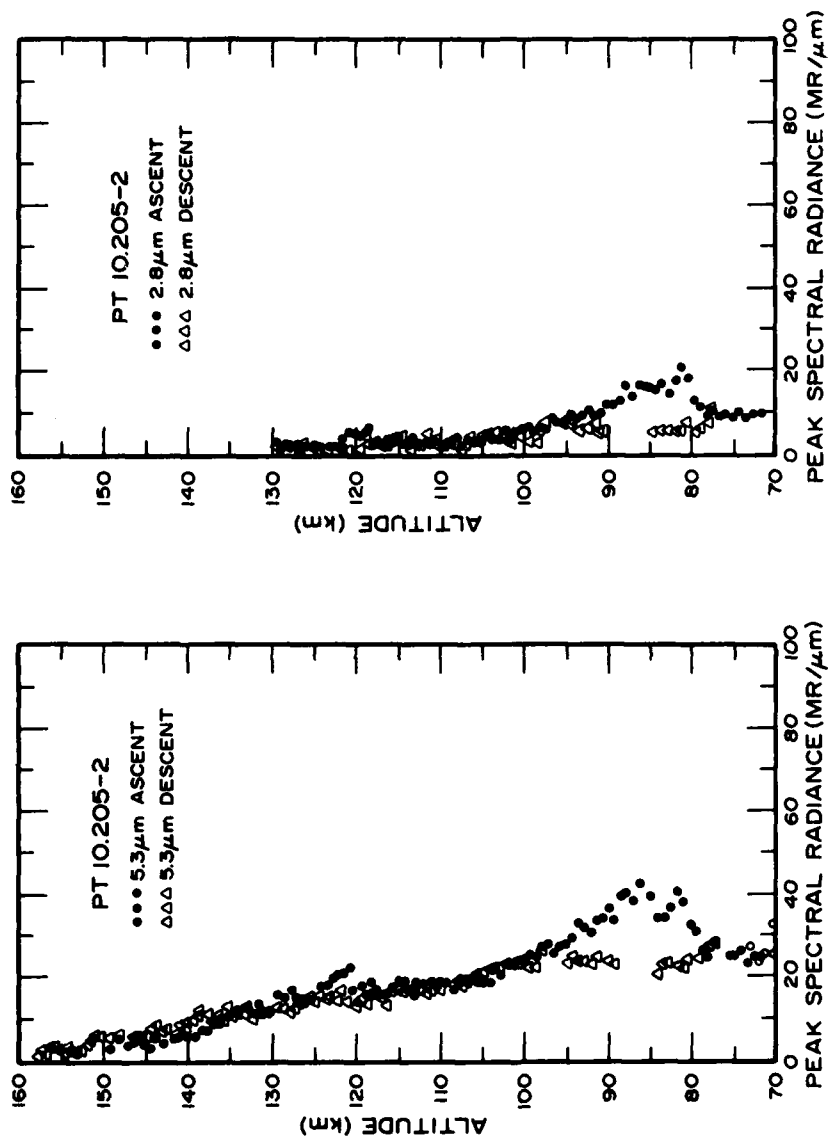 160
150
140
130
120
110
100
90
80
70
ALTITUDE (km)
PT 10.205-2
●●● 5.3μm ASCENT
△△△ 5.3μm DESCENT
0 20 40 60 80 100
PEAK SPECTRAL RADIANCE (MR/μm)
160
150
140
130
120
110
100
90
80
70
ALTITUDE (km)
PT 10.205-2
●●● 2.8μm ASCENT
△△△ 2.8μm DESCENT
0 20 40 60 80 100
PEAK SPECTRAL RADIANCE (MR/μm)